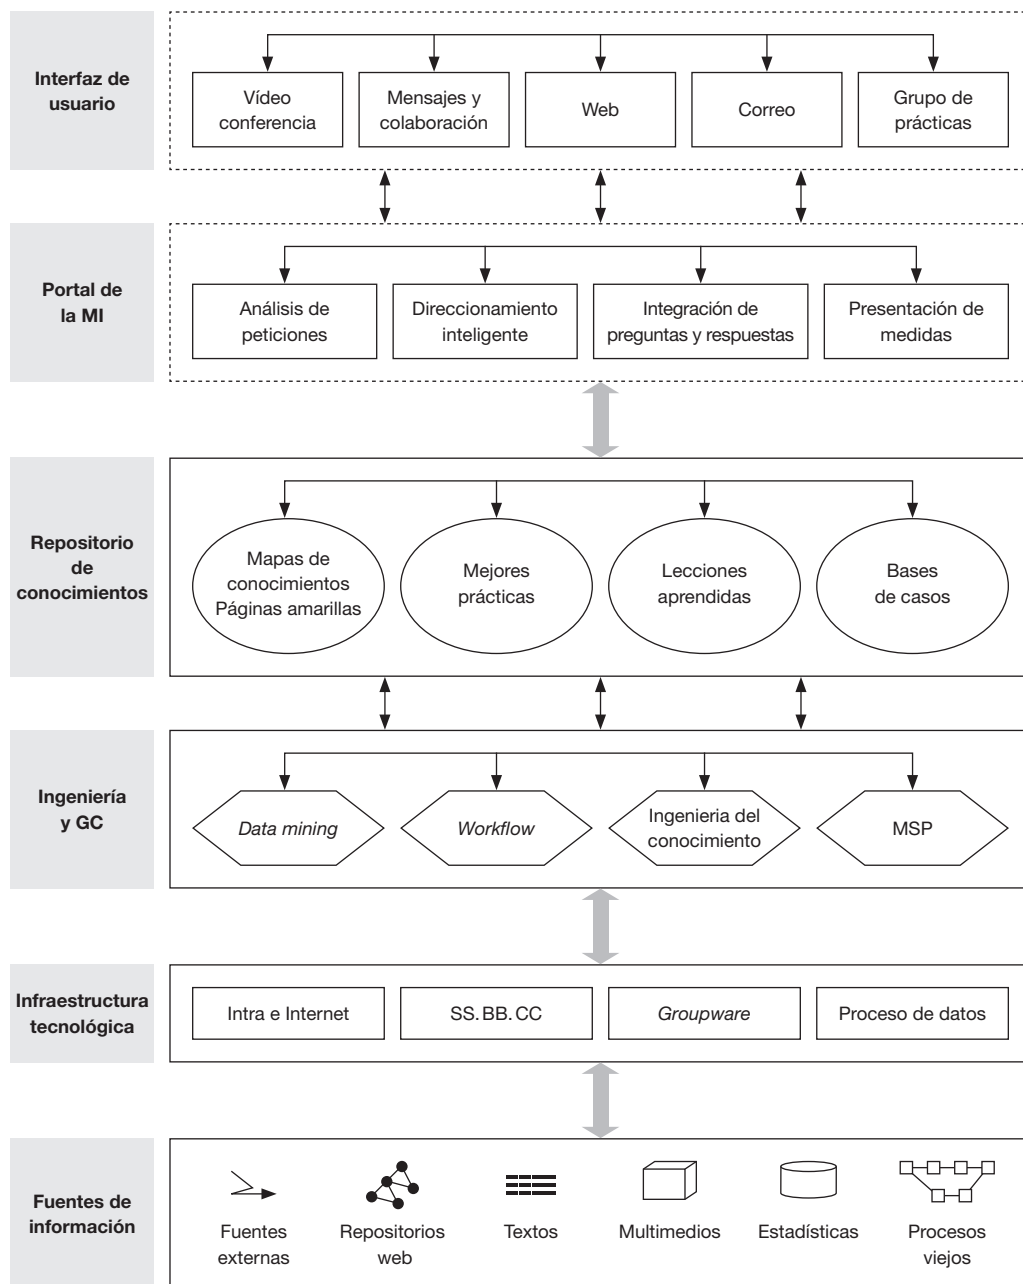 Interfaz de
usuario
Vídeo
conferencia
Mensajes y
colaboración
Web
Correo
Grupo de
prácticas
Portal de
la MI
Análisis de
peticiones
Direccionamiento
inteligente
Integración de
preguntas y respuestas
Presentación de
medidas
Repositorio
de
conocimientos
Mapas de
conocimientos
Páginas amarillas
Mejores
prácticas
Lecciones
aprendidas
Bases
de casos
Ingeniería
y GC
Data mining
Workflow
Ingenieria del
conocimiento
MSP
Infraestructura
tecnológica
Intra e Internet
SS. BB. CC
Groupware
Proceso de datos
Fuentes de
información
Fuentes
externas
Repositorios
web
Textos
Multimedios
Estadísticas
Procesos
viejos